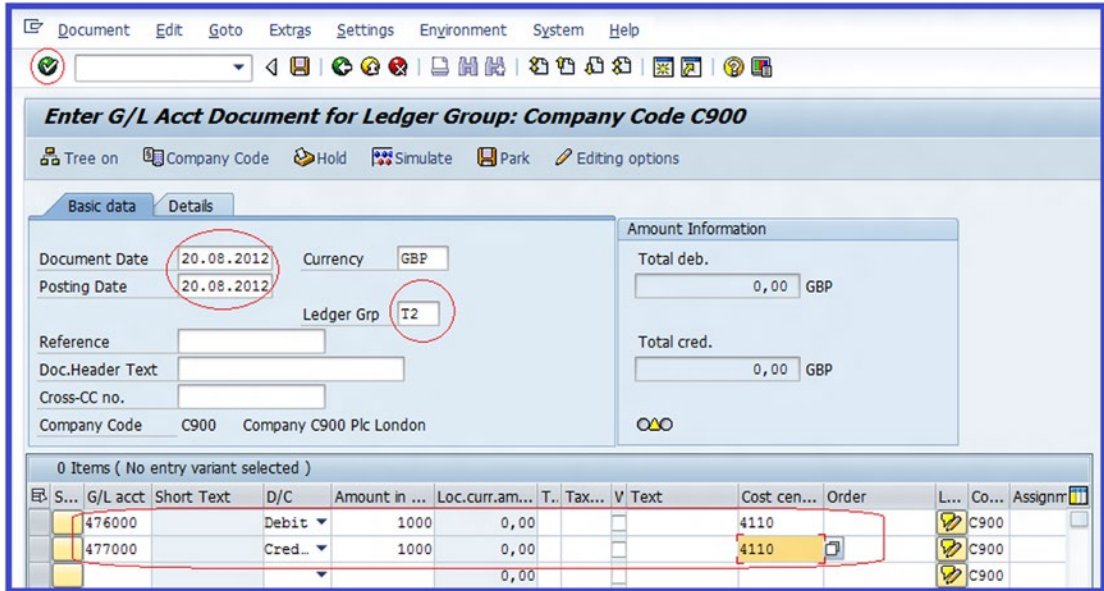 Document Edit Goto Extras Settings Environment System Help
Enter G/L Acct Document for Ledger Group: Company Code C900
Tree on Company Code Hold Simulate Park Editing options
Basic data Details
Amount Information
Document Date 20.08.2012 Currency GBP Total deb.
Posting Date 20.08.2012 0,00 GBP
Ledger Grp T2
Reference Total cred.
Doc.Header Text 0,00 GBP
Cross-CC no.
Company Code C900 Company C900 Plc London
0 Items ( No entry variant selected )
S... G/L acct Short Text D/C Amount in ... Loc.curr.am... T.. Tax... V Text Cost cen... Order L... Co... Assignm
476000 Debit 1000 0,00 4110 C900
477000 Cred... 1000 0,00 4110 C900
0,00 C900